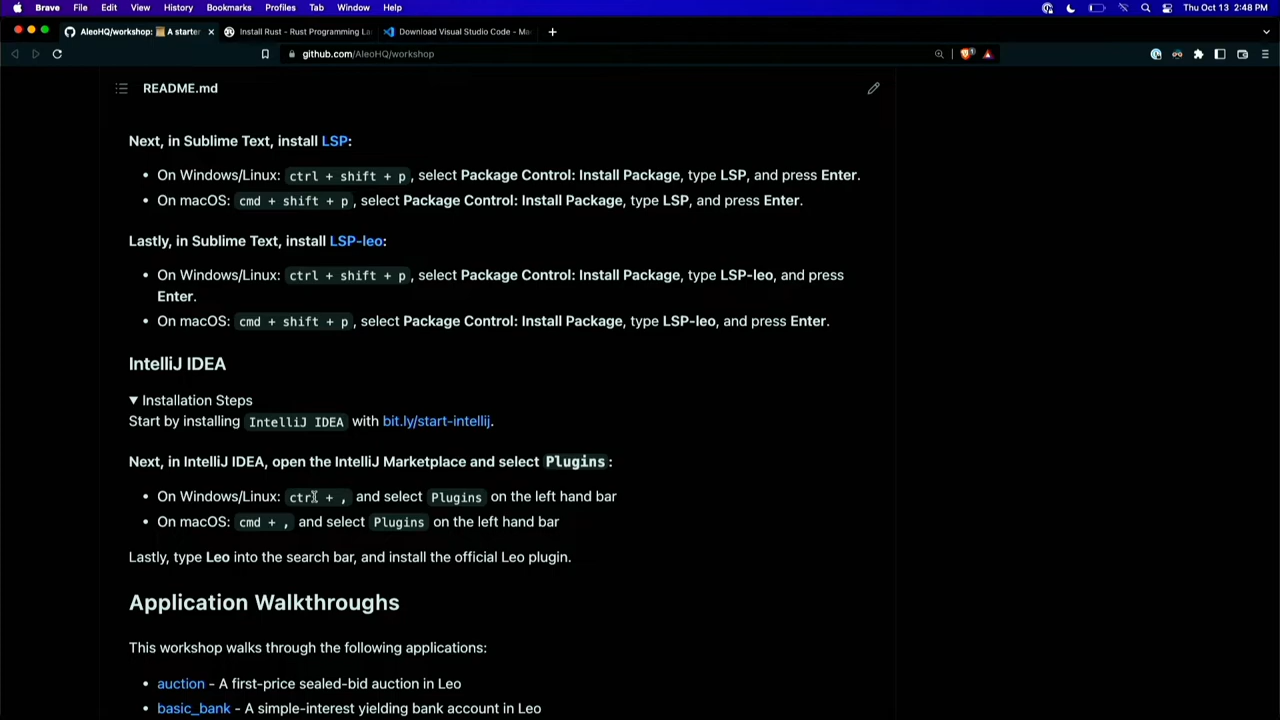 Brave File Edit View History Bookmarks Profiles Tab Window Help Thu Oct 13 2:48 PM
AleoHQ/workshop: A starter Install Rust - Rust Programming La Download Visual Studio Code - Ma
github.com/AleoHQ/workshop
README.md
Next, in Sublime Text, install LSP:
• On Windows/Linux: ctrl + shift + p, select Package Control: Install Package, type LSP, and press Enter.
• On macOS: cmd + shift + p, select Package Control: Install Package, type LSP, and press Enter.
Lastly, in Sublime Text, install LSP-leo:
• On Windows/Linux: ctrl + shift + p, select Package Control: Install Package, type LSP-leo, and press
Enter.
• On macOS: cmd + shift + p, select Package Control: Install Package, type LSP-leo, and press Enter.
IntelliJ IDEA
▼ Installation Steps
Start by installing IntelliJ IDEA with bit.ly/start-intellij.
Next, in IntelliJ IDEA, open the IntelliJ Marketplace and select Plugins:
• On Windows/Linux: ctrl + , and select Plugins on the left hand bar
• On macOS: cmd + , and select Plugins on the left hand bar
Lastly, type Leo into the search bar, and install the official Leo plugin.
Application Walkthroughs
This workshop walks through the following applications:
• auction - A first-price sealed-bid auction in Leo
• basic_bank - A simple-interest yielding bank account in Leo